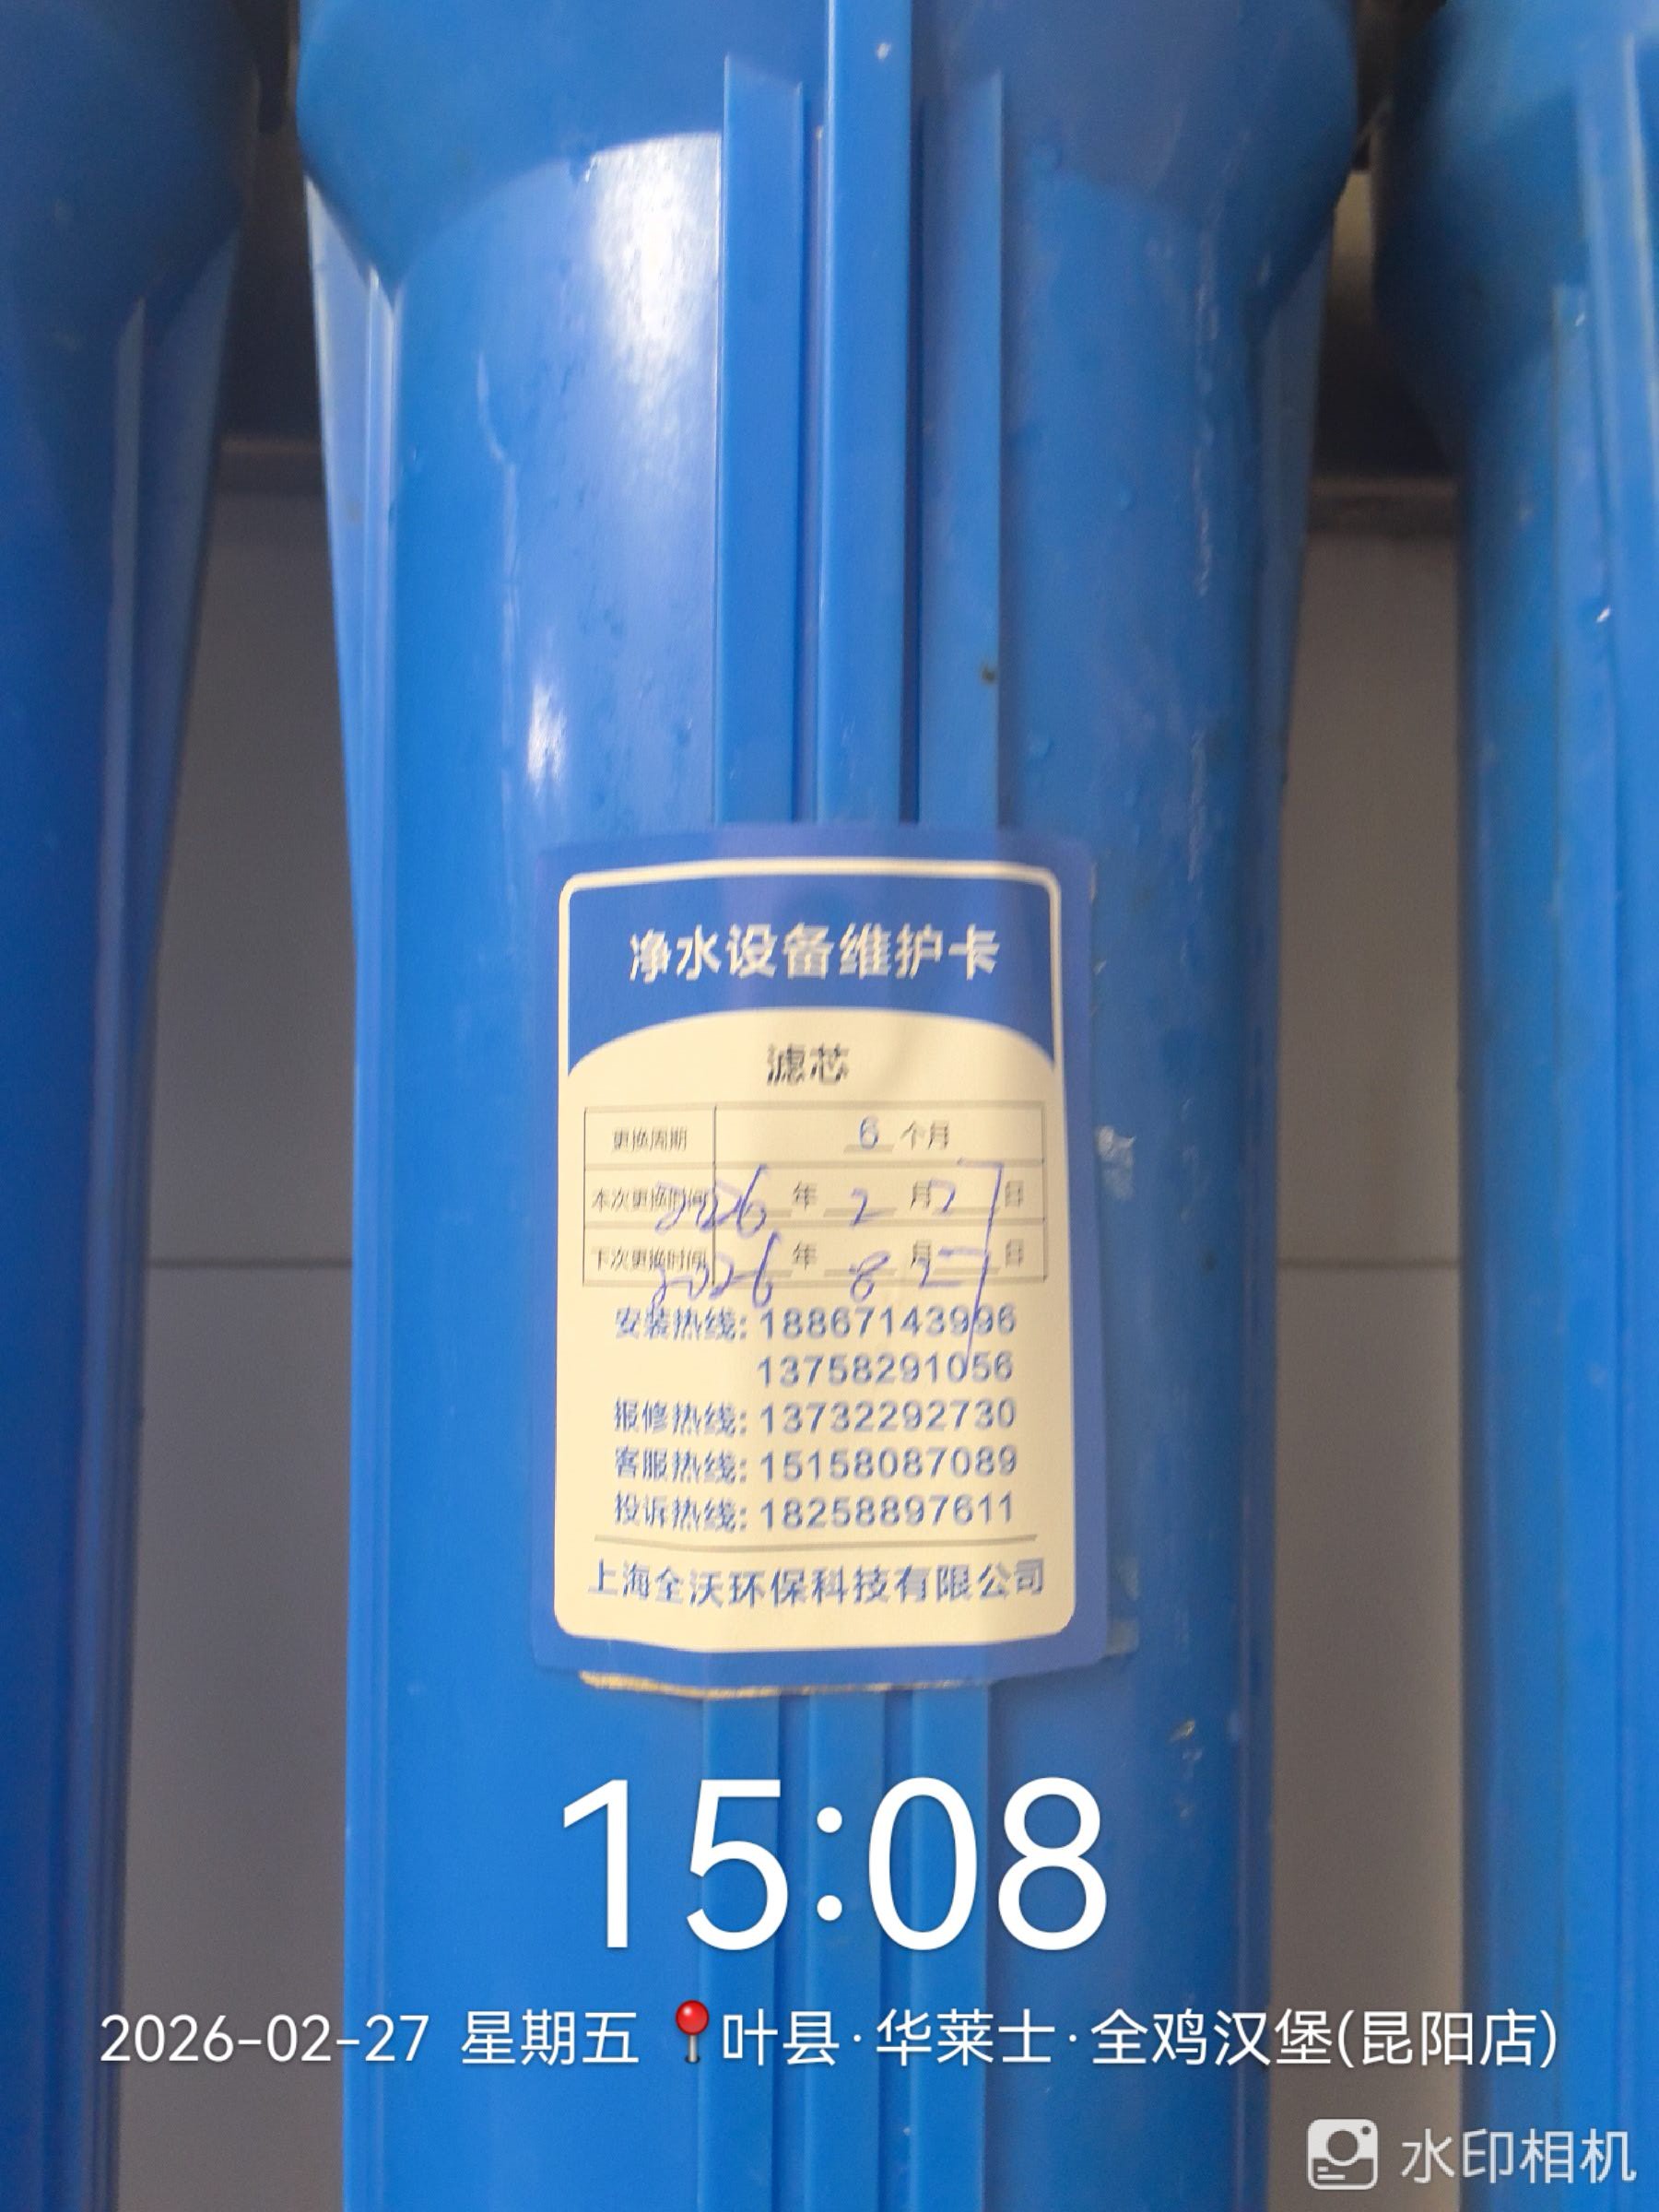 净水设备维护卡
滤芯
更换周期 6 个月
本次更换时间 2026 年 2 月 27 日
下次更换时间 2026 年 8 月 27 日
安装热线: 18867143996
13758291056
报修热线: 13732292730
客服热线: 15158087089
投诉热线: 18258897611
上海全沃环保科技有限公司
15:08
2026-02-27 星期五 📍叶县·华莱士·全鸡汉堡(昆阳店)
水印相机